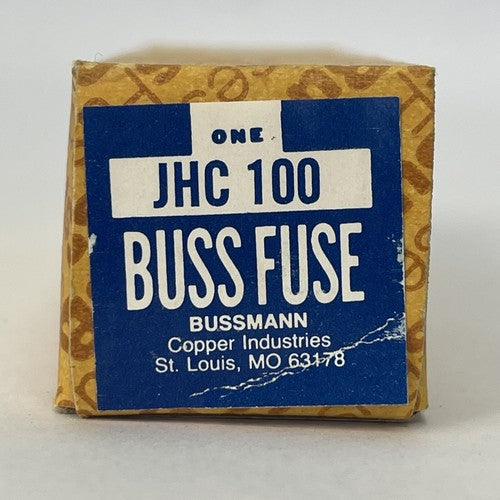 ONE
JHC 100
BUSS FUSE
BUSSMANN
Copper Industries
St. Louis, MO 63178